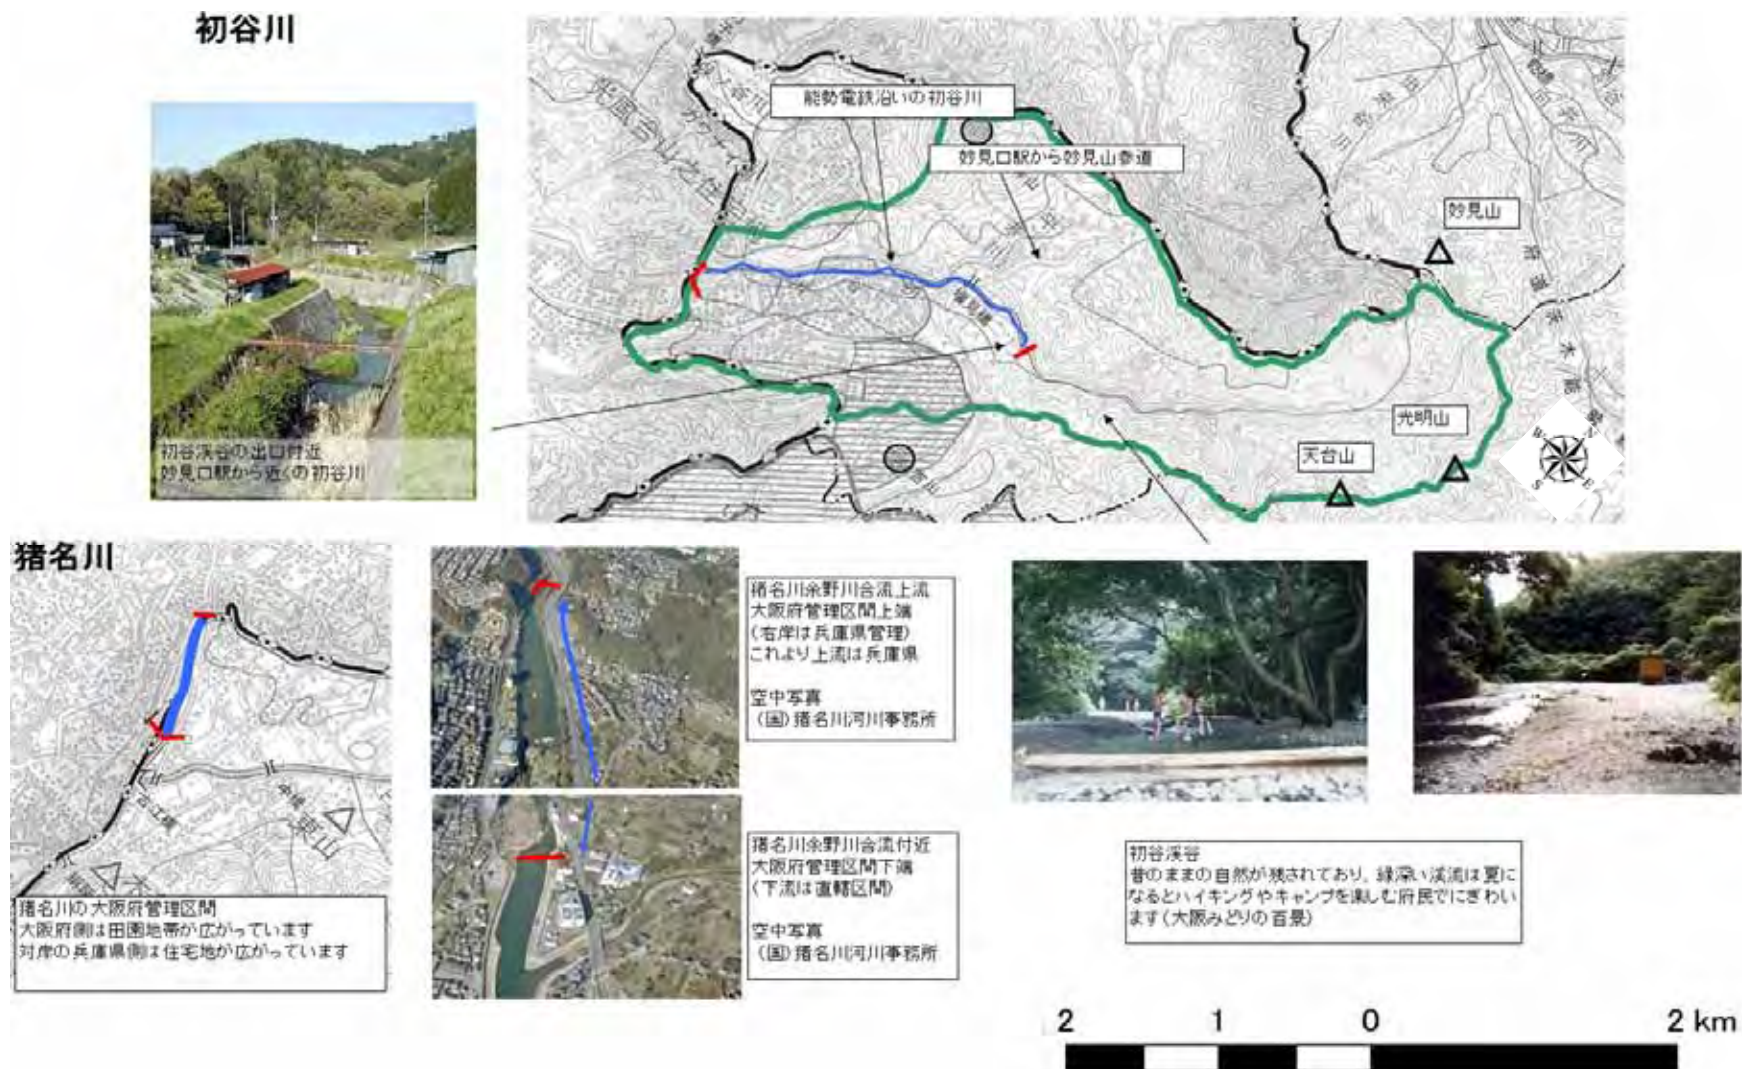 初谷川
能勢電鉄沿いの初谷川
妙見口駅から妙見山参道
妙見山
光明山
天台山
初谷渓谷の出口付近
妙見口駅から近くの初谷川
猪名川
猪名川の大阪府管理区間
大阪府側は田園地帯が広がっています
対岸の兵庫県側は住宅地が広がっています
猪名川余野川合流上流
大阪府管理区間上端
(右岸は兵庫県管理)
これより上流は兵庫県
空中写真
(国)猪名川河川事務所
猪名川余野川合流付近
大阪府管理区間下端
(下流は直轄区間)
空中写真
(国)猪名川河川事務所
初谷渓谷
昔のままの自然が残されており、緑深い渓流は夏に
なるとハイキングやキャンプを楽しむ府民でにぎわい
ます(大阪みどりの百景)
2 1 0 2 km